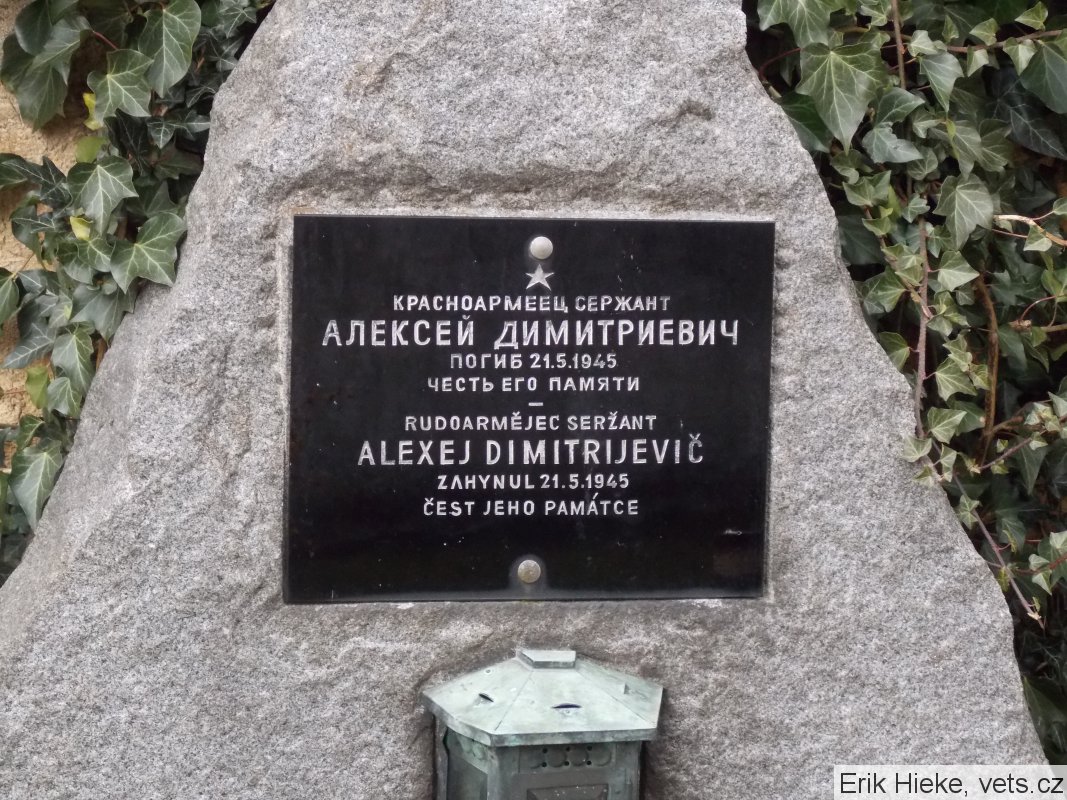 КРАСНОАРМЕЕЦ СЕРЖАНТ
АЛЕКСЕЙ ДИМИТРИЕВИЧ
ПОГИБ 21.5.1945
ЧЕСТЬ ЕГО ПАМЯТИ
–
RUDOARMĚJEC SERŽANT
ALEXEJ DIMITRIJEVIČ
ZAHYNUL 21.5.1945
ČEST JEHO PAMÁTCE
Erik Hieke, vets.cz